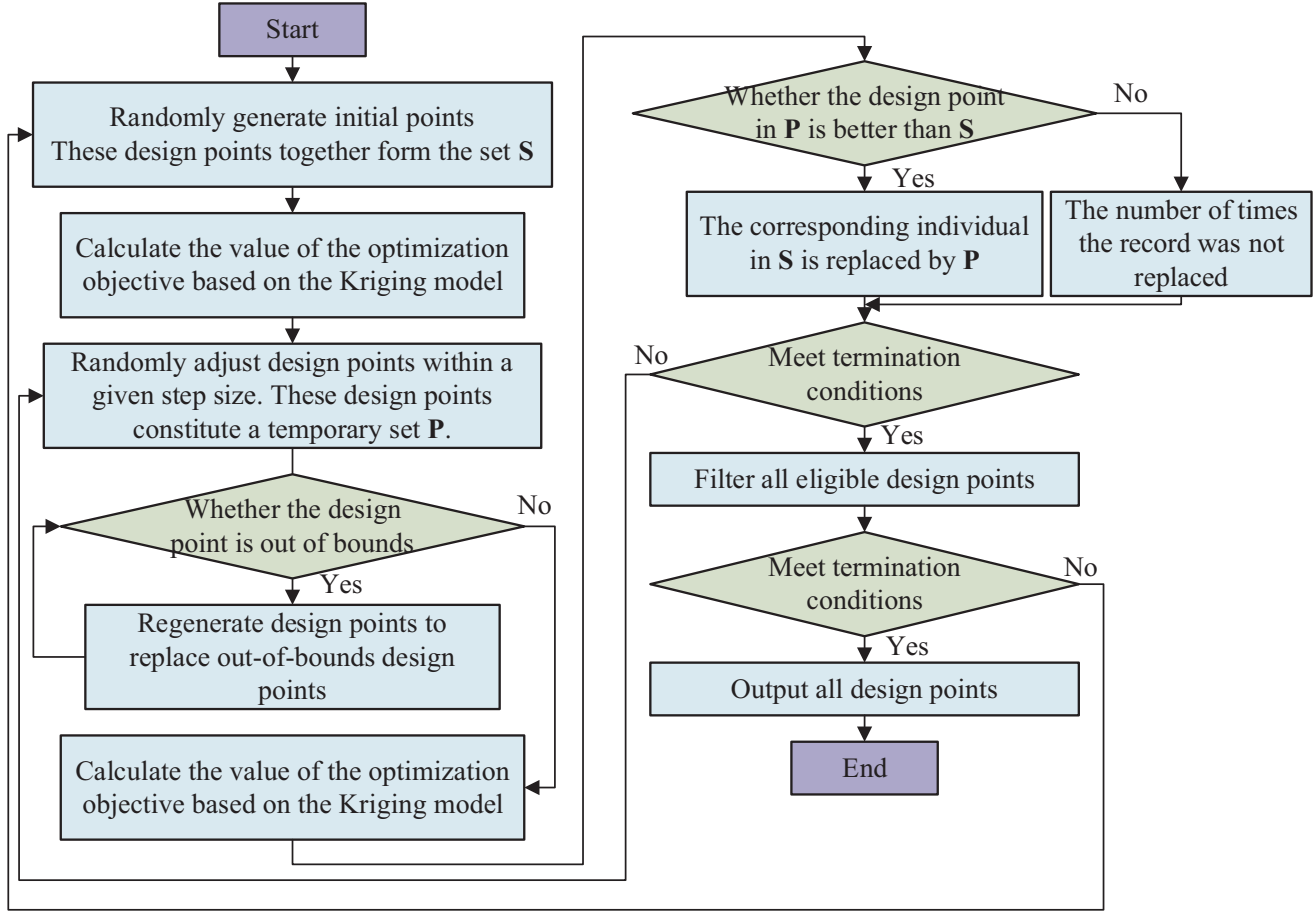 Start
Randomly generate initial points
These design points together form the set S
Calculate the value of the optimization
objective based on the Kriging model
Randomly adjust design points within a
given step size. These design points
constitute a temporary set P.
Whether the design
point is out of bounds
No
Yes
Regenerate design points to
replace out-of-bounds design
points
Calculate the value of the optimization
objective based on the Kriging model
Whether the design point
in P is better than S
No
Yes
The corresponding individual
in S is replaced by P
The number of times
the record was not
replaced
No
Meet termination
conditions
Yes
Filter all eligible design points
Meet termination
conditions
No
Yes
Output all design points
End